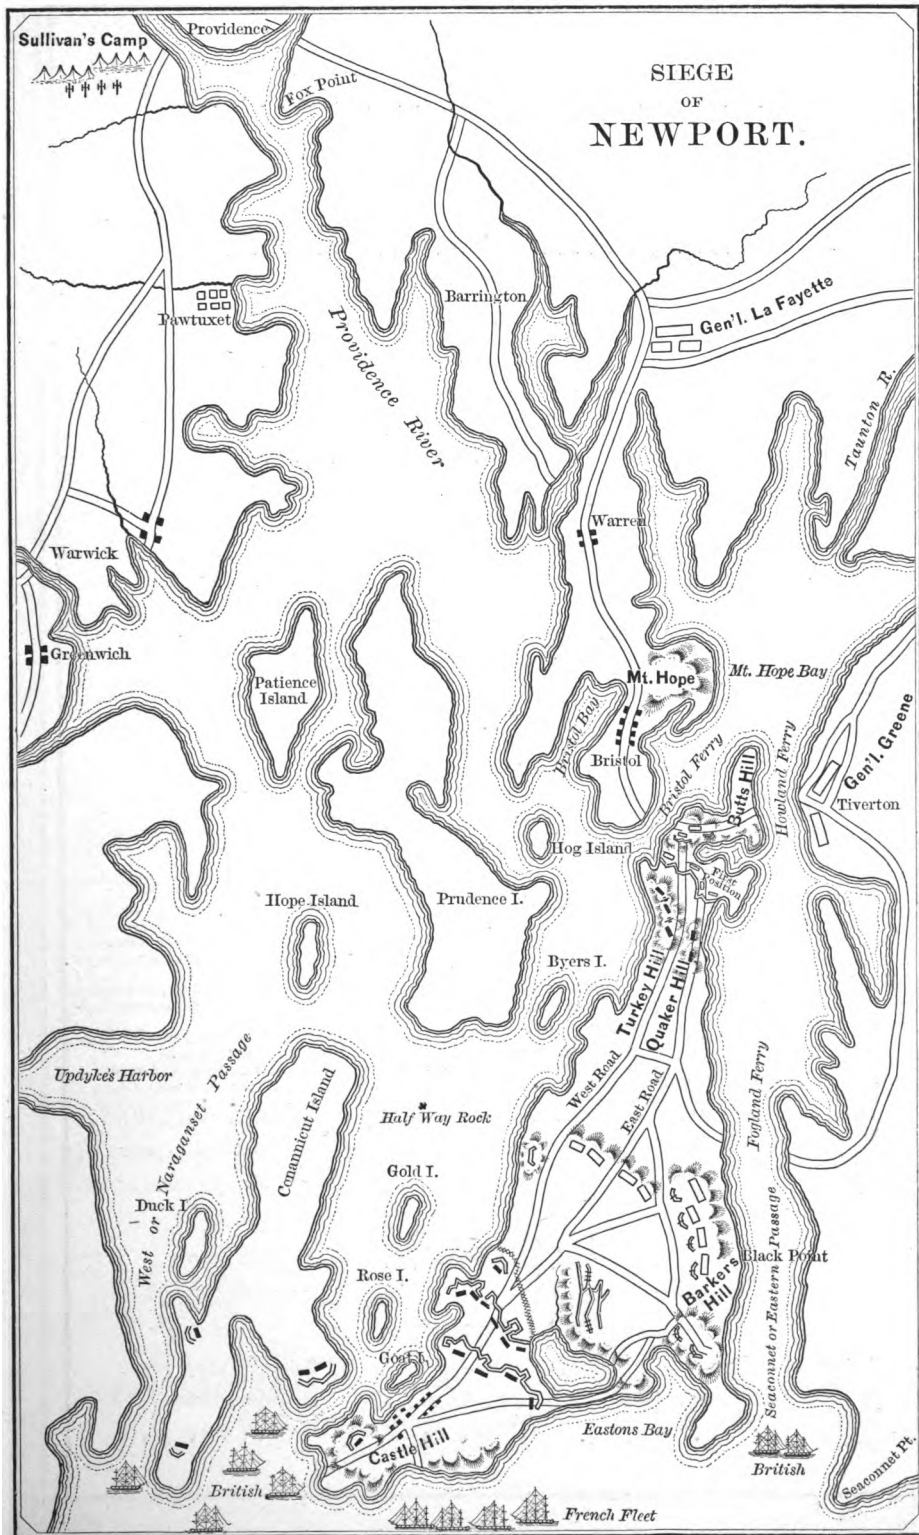 Sullivan's Camp
Providence
Fox Point
SIEGE
OF
NEWPORT.
Pawtuxet
Barrington
Providence River
Gen'l. La Fayette
Taunton R.
Warwick
Warren
Greenwich
Patience
Island
Mt. Hope
Mt. Hope Bay
Bristol Bay
Bristol
Bristol Ferry
Butts Hill
Howland Ferry
Gen'l. Greene
Tiverton
Hog Island
First
Position
Hope Island
Prudence I.
Byers I.
Turkey Hill
Quaker Hill
Updyke's Harbor
West or Naraganset Passage
Conannicut Island
Half Way Rock
West Road
East Road
Fogland Ferry
Gold I.
Duck I
Rose I.
Goat I.
Black Point
Barkers
Hill
Seaconnet or Eastern Passage
Castle Hill
Eastons Bay
British
British
Seaconnet Pt.
French Fleet